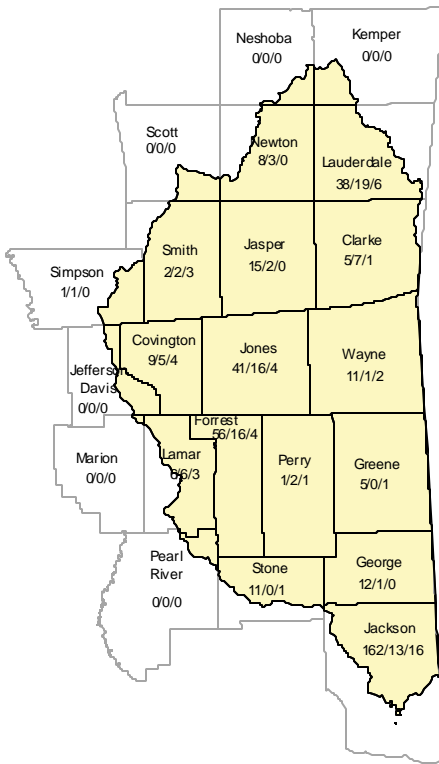 Neshoba
0/0/0
Kemper
0/0/0
Scott
0/0/0
Newton
8/3/0
Lauderdale
38/19/6
Smith
2/2/3
Jasper
15/2/0
Clarke
5/7/1
Simpson
1/1/0
Covington
9/5/4
Jones
41/16/4
Wayne
11/1/2
Jefferson
Davis
0/0/0
Marion
0/0/0
Lamar
6/6/3
Forrest
56/16/4
Perry
1/2/1
Greene
5/0/1
Pearl
River
0/0/0
Stone
11/0/1
George
12/1/0
Jackson
162/13/16